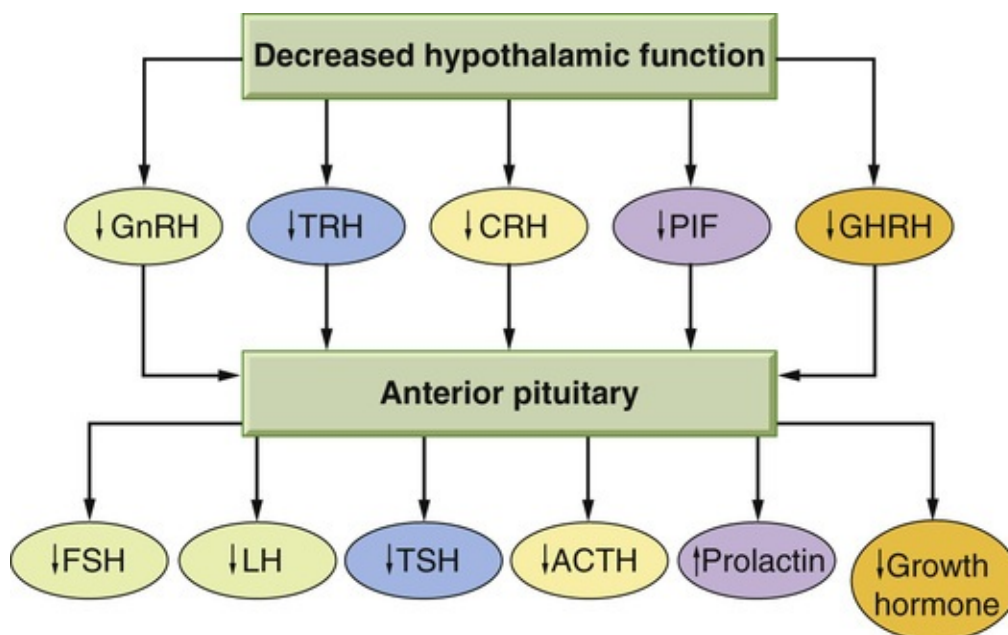 Decreased hypothalamic function
↓GnRH
↓TRH
↓CRH
↓PIF
↓GHRH
Anterior pituitary
↓FSH
↓LH
↓TSH
↓ACTH
↑Prolactin
↓Growth
hormone